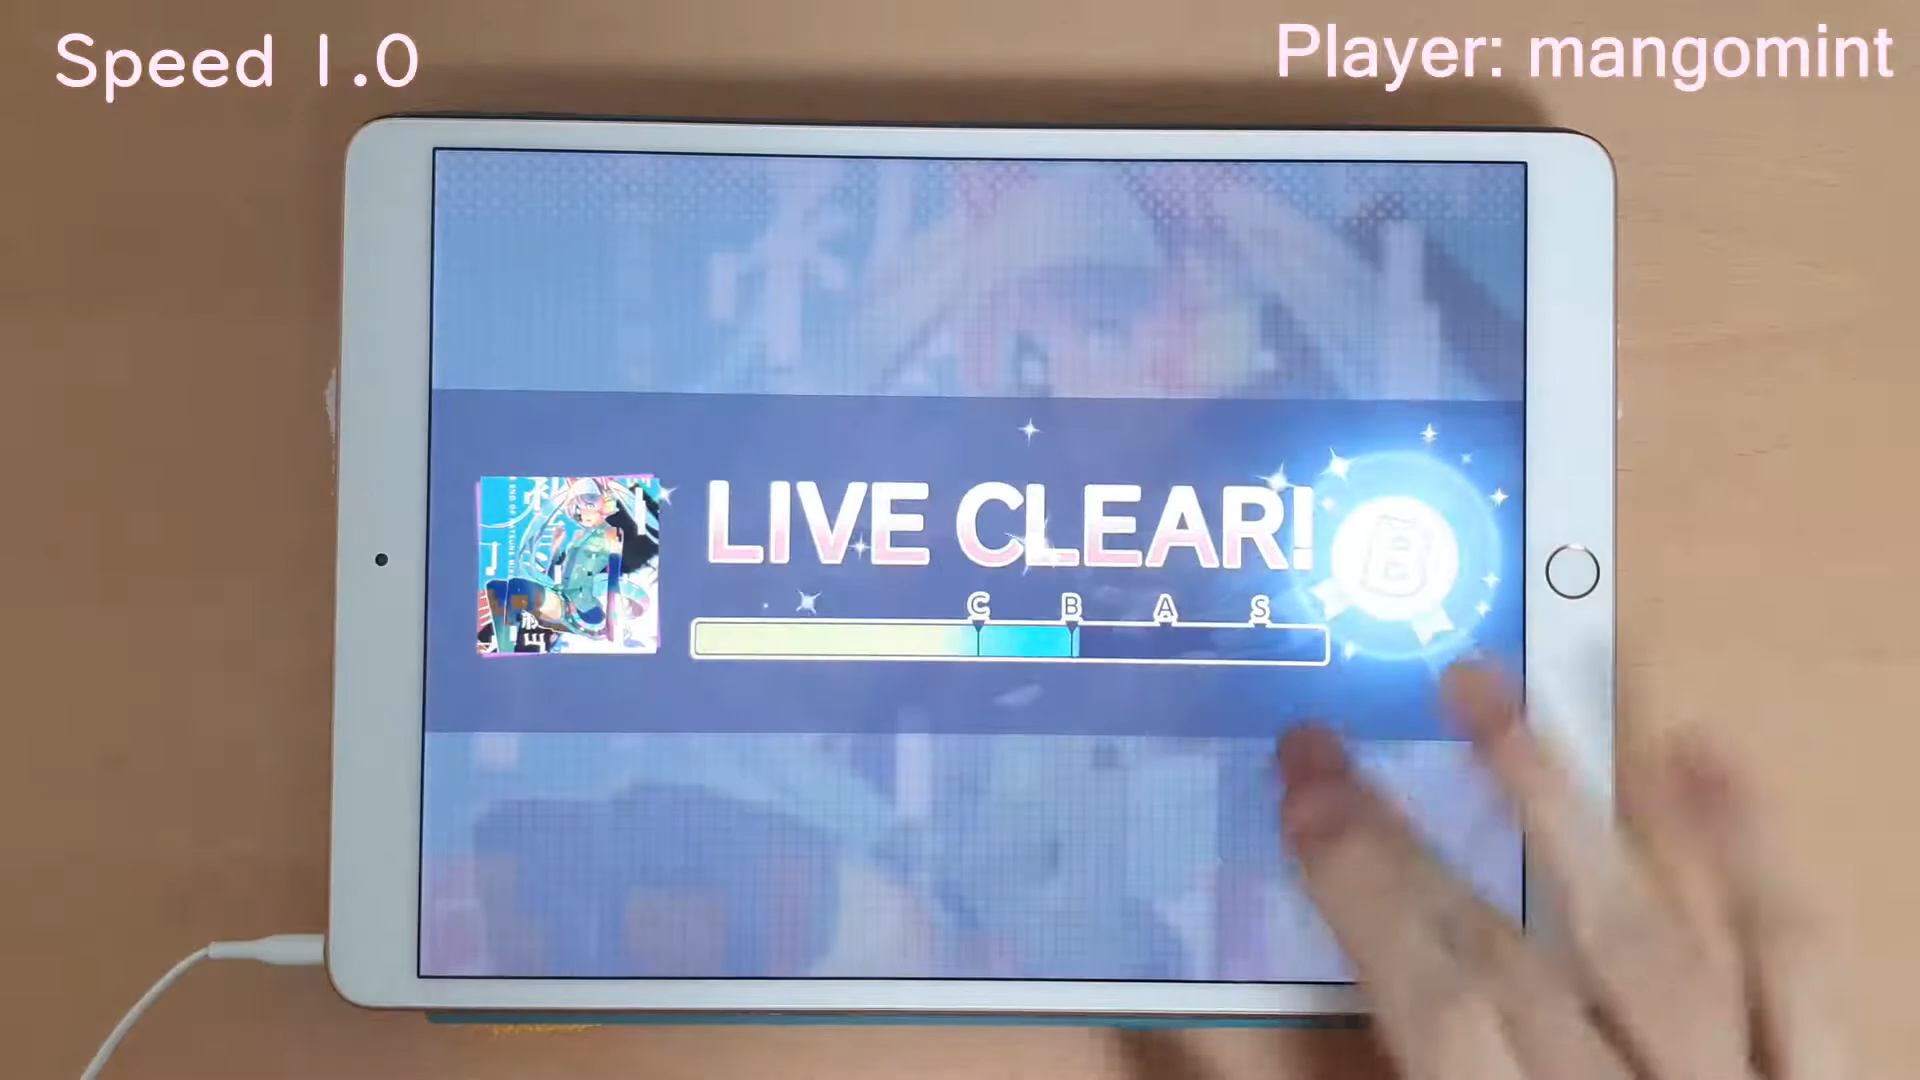 Speed 1.0
Player: mangomint
LIVE CLEAR!
B
C B A S